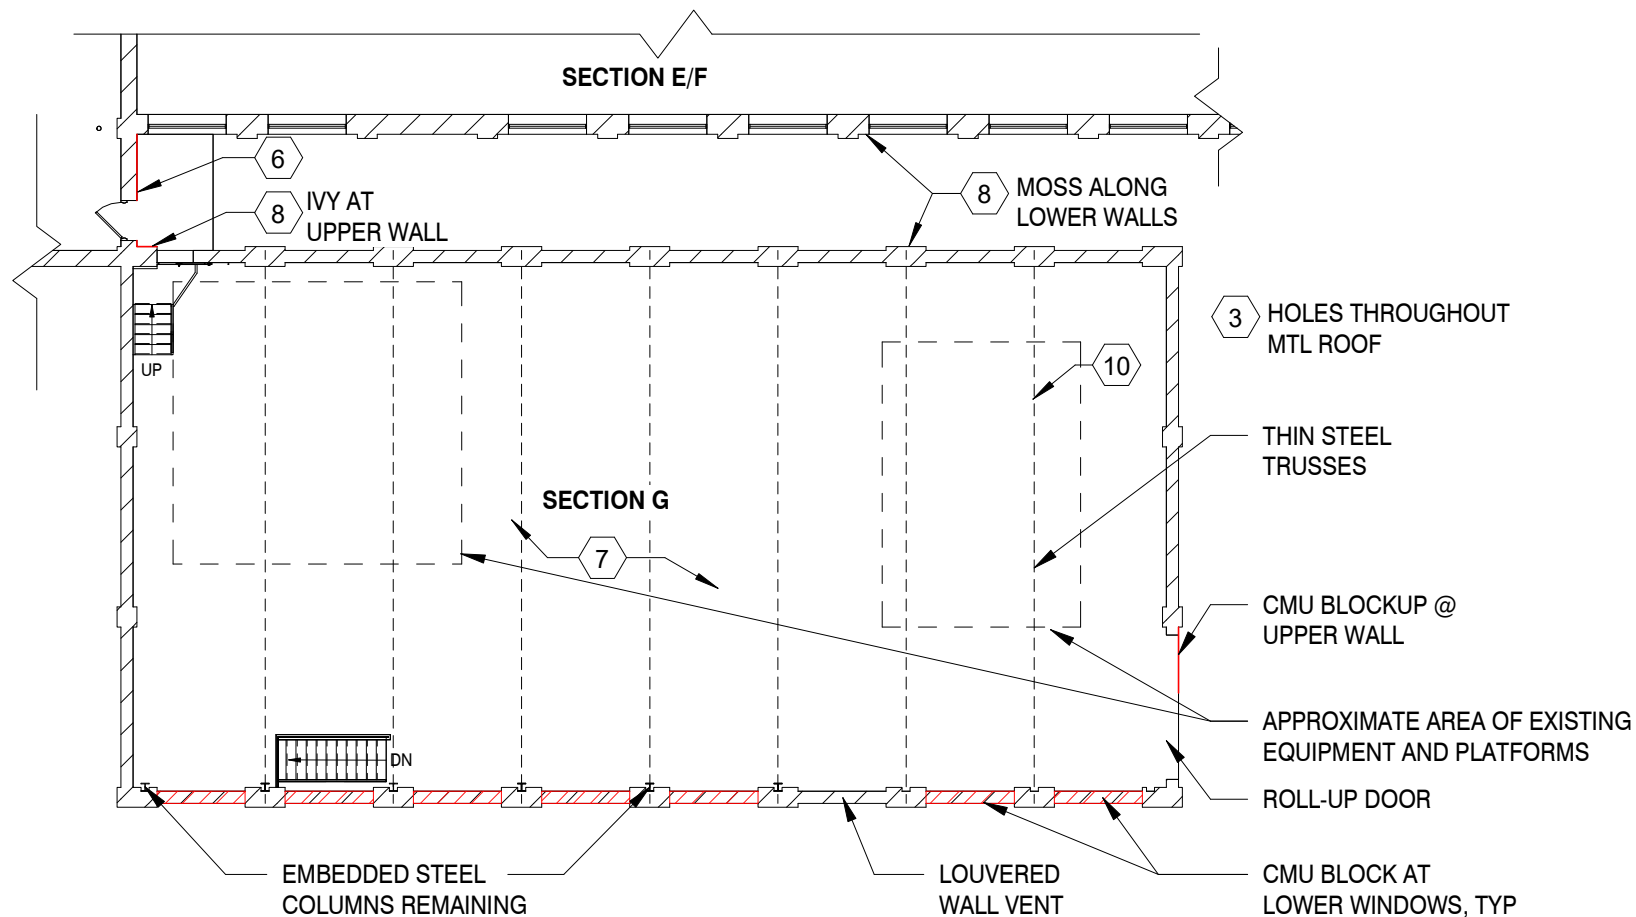 SECTION E/F
6
8
IVY AT
UPPER WALL
8
MOSS ALONG
LOWER WALLS
3
HOLES THROUGHOUT
MTL ROOF
UP
10
THIN STEEL
TRUSSES
SECTION G
7
CMU BLOCKUP @
UPPER WALL
APPROXIMATE AREA OF EXISTING
EQUIPMENT AND PLATFORMS
DN
ROLL-UP DOOR
EMBEDDED STEEL
COLUMNS REMAINING
LOUVERED
WALL VENT
CMU BLOCK AT
LOWER WINDOWS, TYP